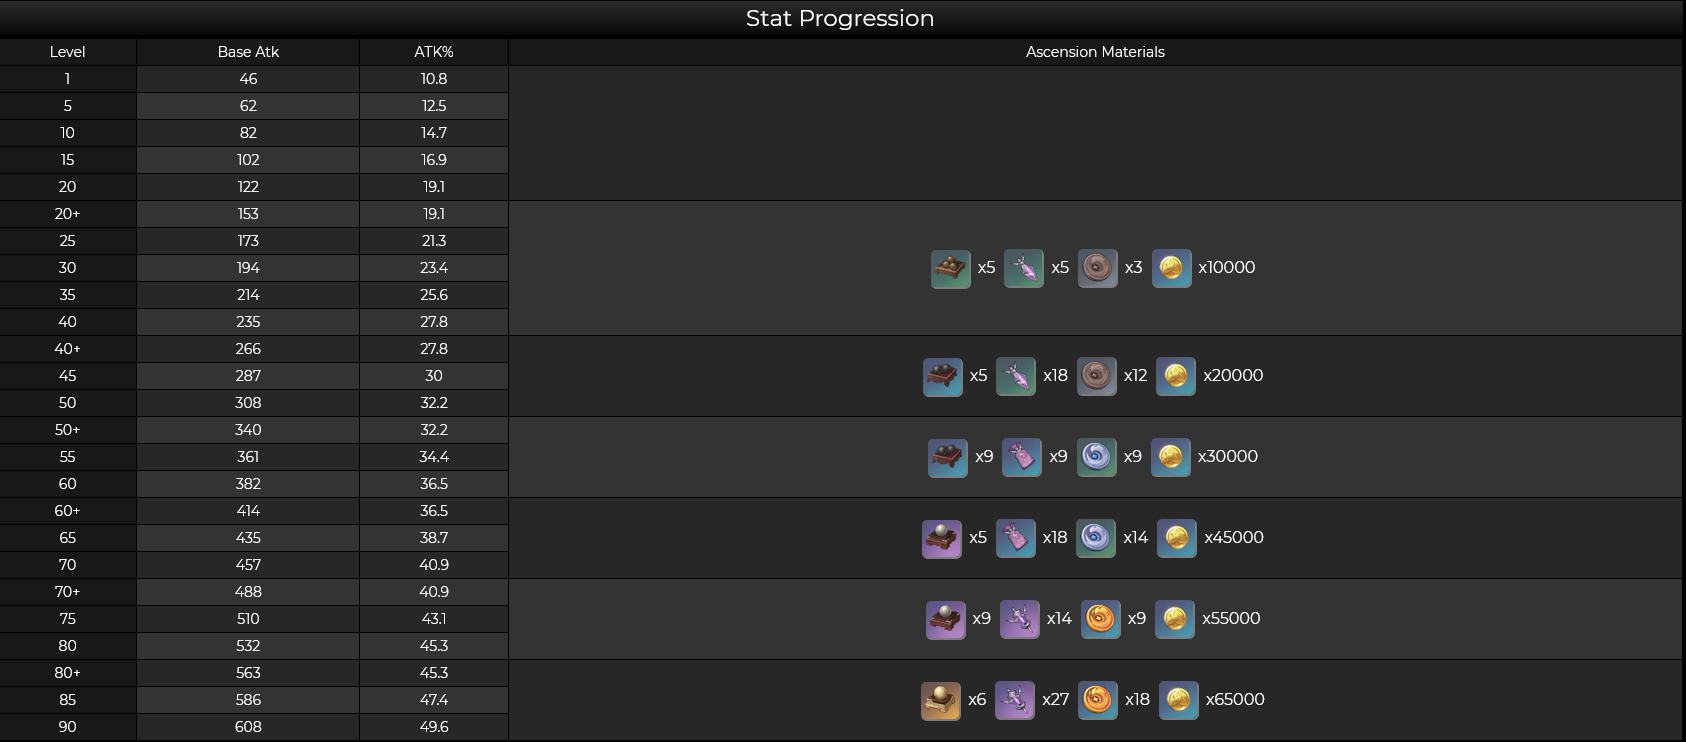 Stat Progression
Level Base Atk ATK% Ascension Materials
1 46 10.8
5 62 12.5
10 82 14.7
15 102 16.9
20 122 19.1
20+ 153 19.1
25 173 21.3
30 194 23.4 x5 x5 x3 x10000
35 214 25.6
40 235 27.8
40+ 266 27.8
45 287 30 x5 x18 x12 x20000
50 308 32.2
50+ 340 32.2
55 361 34.4 x9 x9 x9 x30000
60 382 36.5
60+ 414 36.5
65 435 38.7 x5 x18 x14 x45000
70 457 40.9
70+ 488 40.9
75 510 43.1 x9 x14 x9 x55000
80 532 45.3
80+ 563 45.3
85 586 47.4 x6 x27 x18 x65000
90 608 49.6